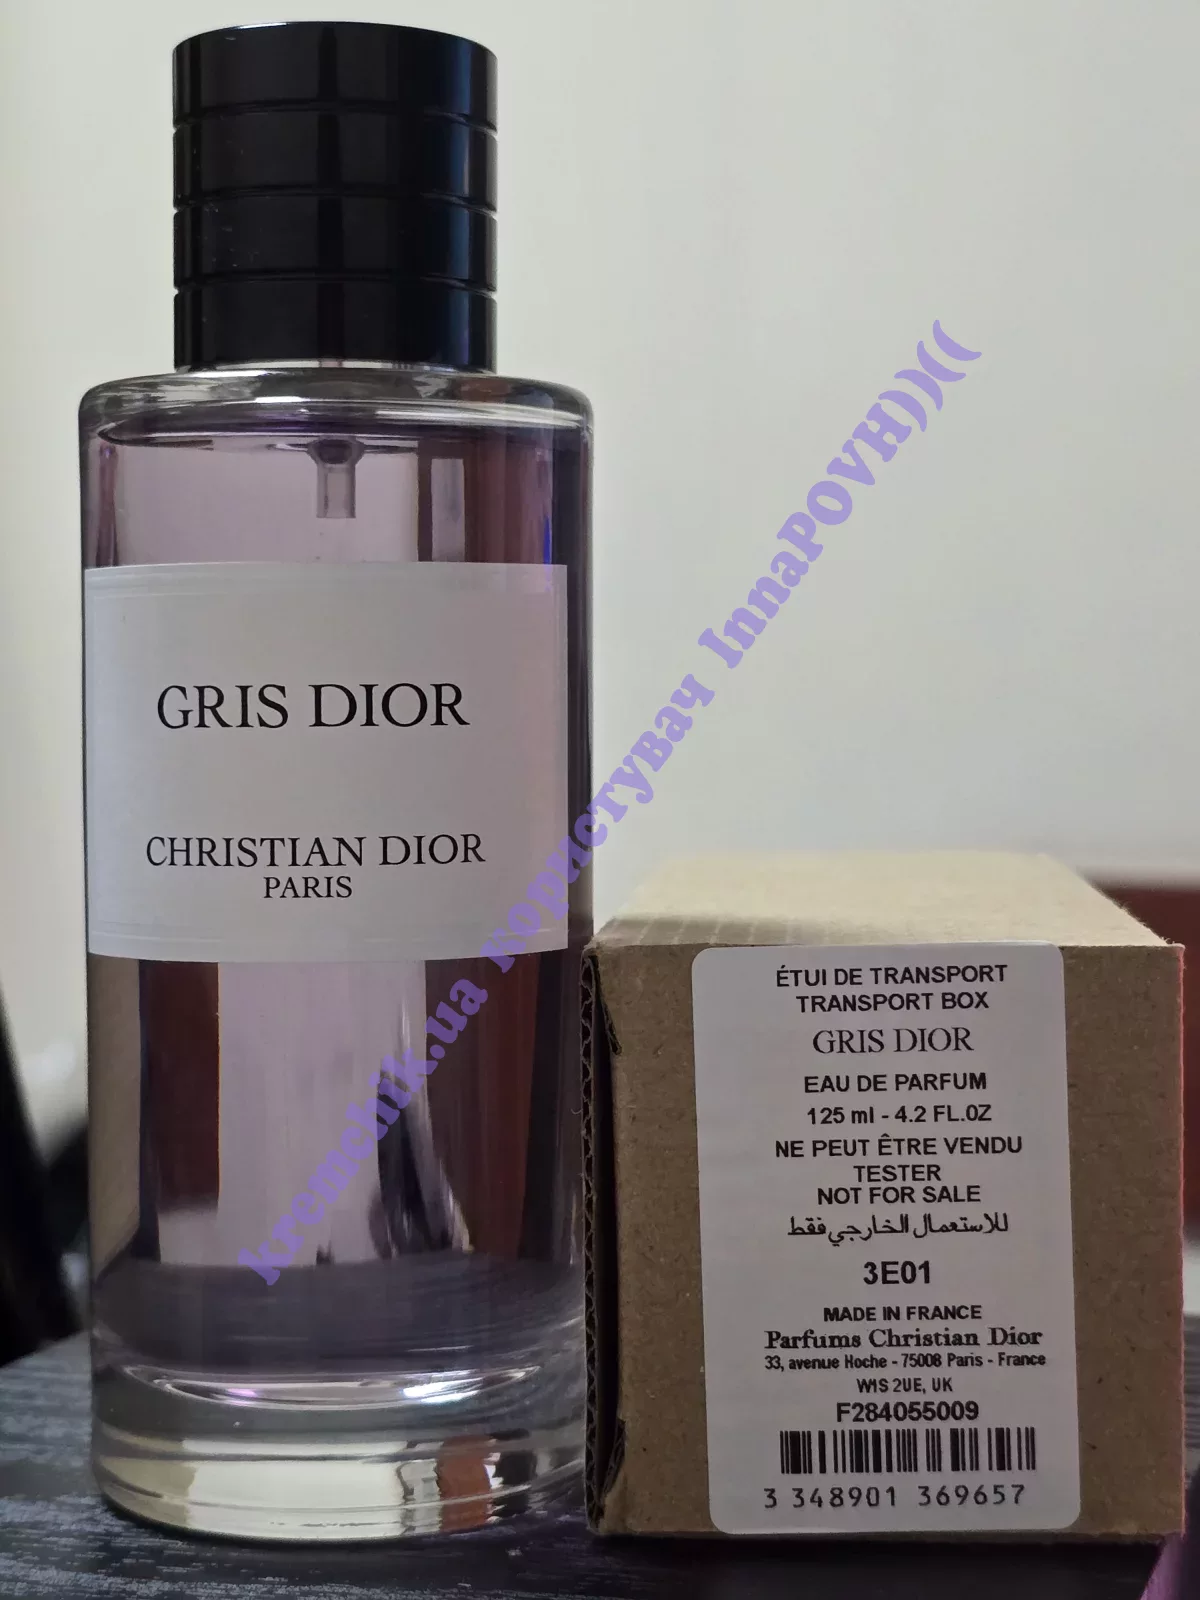 GRIS DIOR
CHRISTIAN DIOR
PARIS
kremchik.ua користувач InnaPOVH))((
ÉTUI DE TRANSPORT
TRANSPORT BOX
GRIS DIOR
EAU DE PARFUM
125 ml - 4.2 FL.OZ
NE PEUT ÊTRE VENDU
TESTER
NOT FOR SALE
للاستعمال الخارجي فقط
3E01
MADE IN FRANCE
Parfums Christian Dior
33, avenue Hoche - 75008 Paris - France
W1S 2UE, UK
F284055009
3 348901 369657